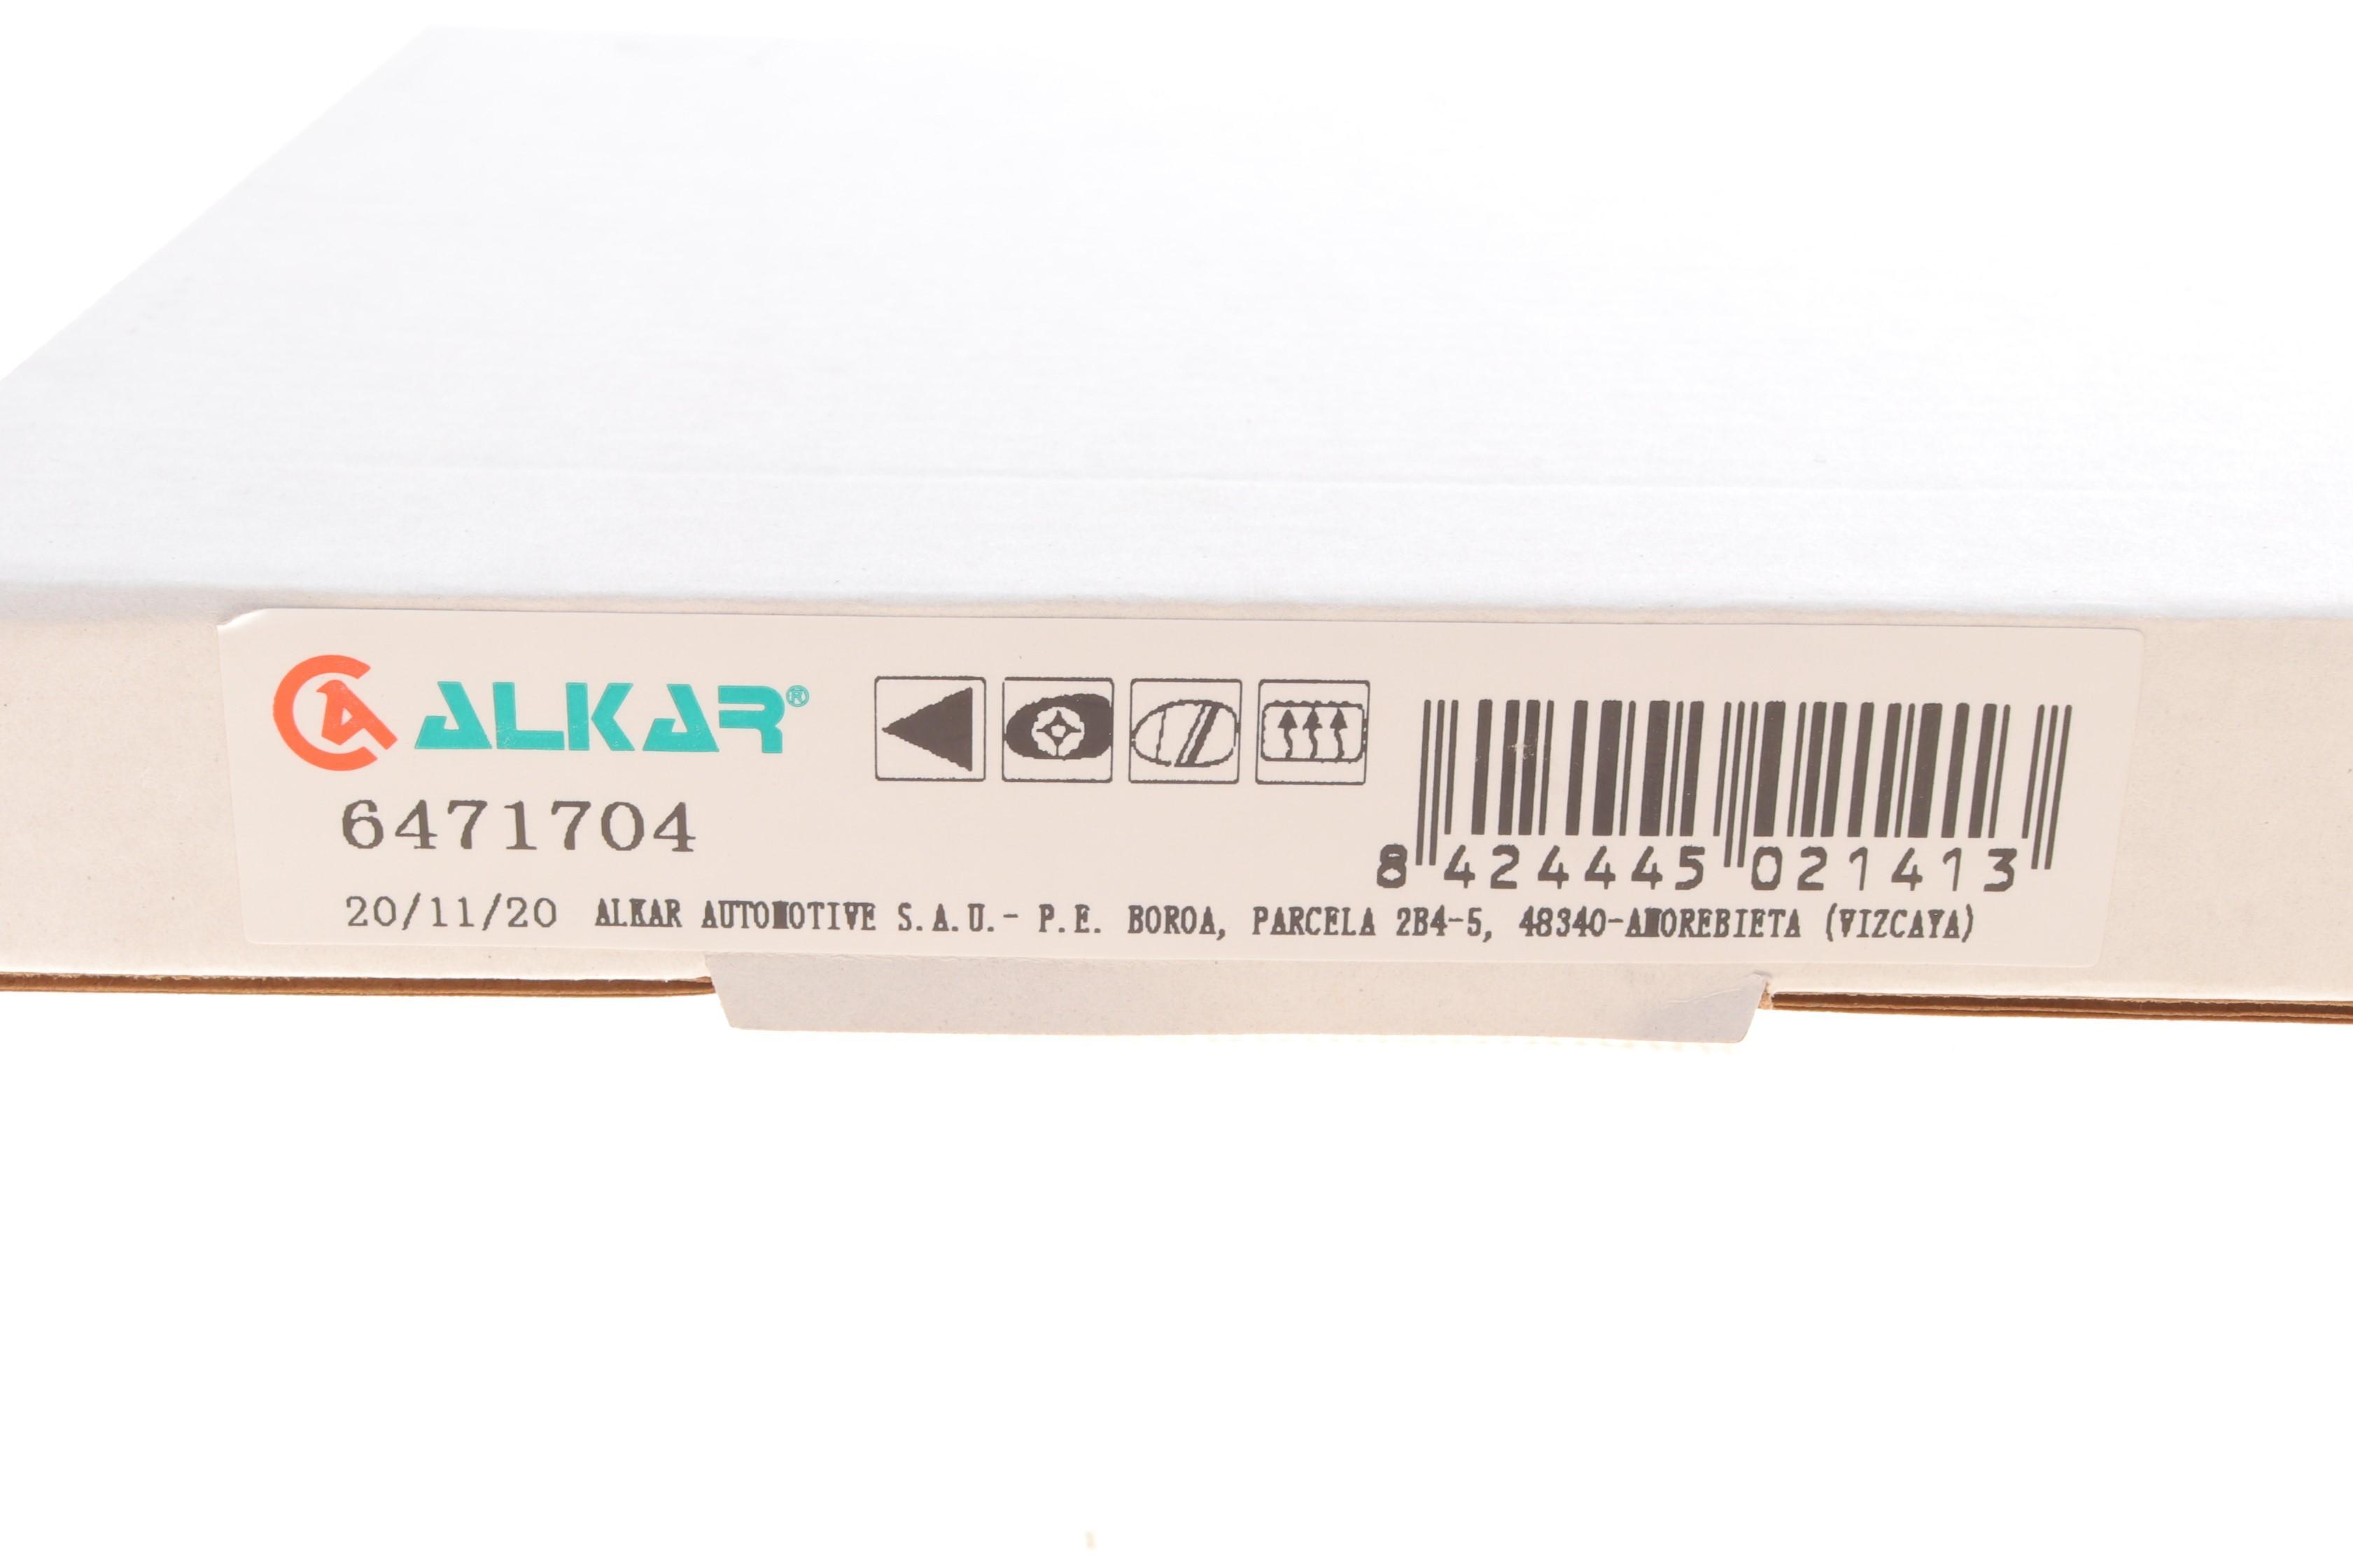 ALKAR®
6471704
8 424445 021413
20/11/20 ALKAR AUTOMOTIVE S.A.U.- P.E. BOROA, PARCELA 2B4-5, 48340-AMOREBIETA (VIZCAYA)